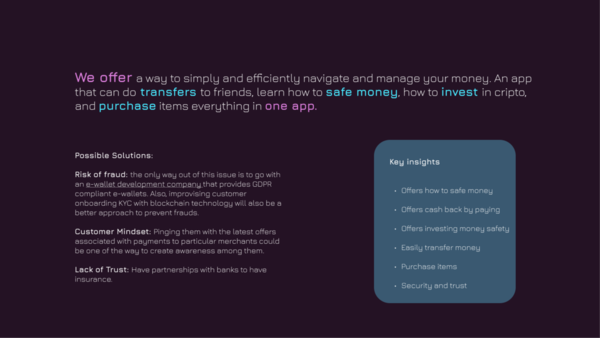 We offer a way to simply and efficiently navigate and manage your money. An app
that can do transfers to friends, learn how to safe money, how to invest in cripto,
and purchase items everything in one app.
Possible Solutions:
Risk of fraud: the only way out of this issue is to go with
an e-wallet development company that provides GDPR
compliant e-wallets. Also, improvising customer
onboarding KYC with blockchain technology will also be a
better approach to prevent frauds.
Customer Mindset: Pinging them with the latest offers
associated with payments to particular merchants could
be one of the way to create awareness among them.
Lack of Trust: Have partnerships with banks to have
insurance.
Key insights
• Offers how to safe money
• Offers cash back by paying
• Offers Investing money safety
• Easily transfer money
• Purchase items
• Security and trust